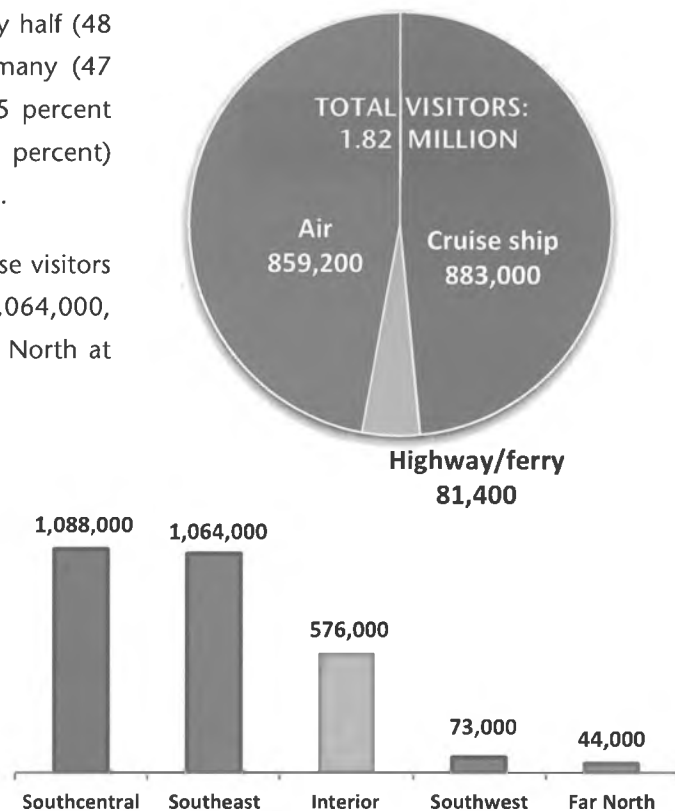 y half (48
many (47
5 percent
percent)
.
se visitors
,064,000,
North at
TOTAL VISITORS:
1.82 MILLION
Air
859,200
Cruise ship
883,000
Highway/ferry
81,400
1,088,000
1,064,000
576,000
73,000
44,000
Southcentral
Southeast
Interior
Southwest
Far North